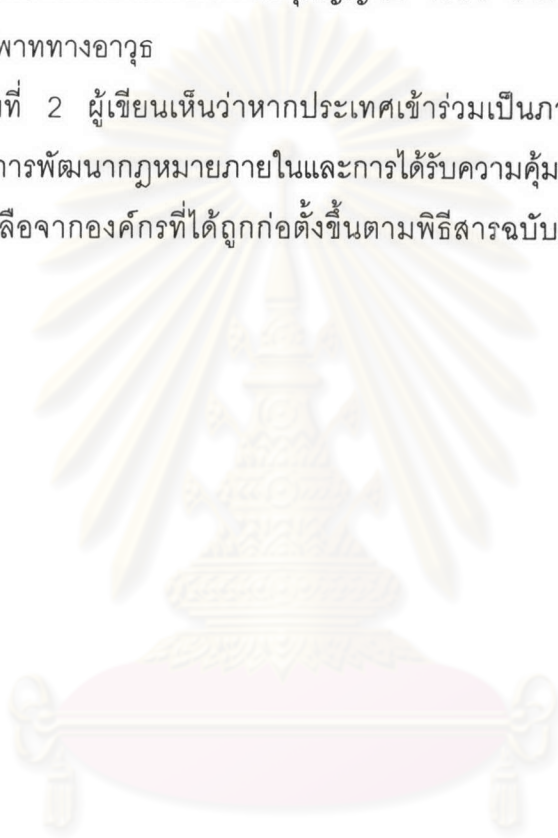 พาททางอาวุธ
ที่ 2 ผู้เขียนเห็นว่าหากประเทศเข้าร่วมเป็นภา
การพัฒนากฎหมายภายในและการได้รับความคุ้ม
ลือจากองค์กรที่ได้ถูกก่อตั้งขึ้นตามพิธีสารฉบับ